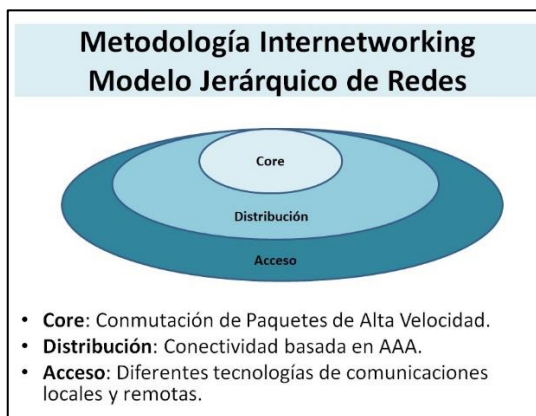 Metodología Internetworking
Modelo Jerárquico de Redes
Core
Distribución
Acceso
• Core: Conmutación de Paquetes de Alta Velocidad.
• Distribución: Conectividad basada en AAA.
• Acceso: Diferentes tecnologías de comunicaciones
locales y remotas.